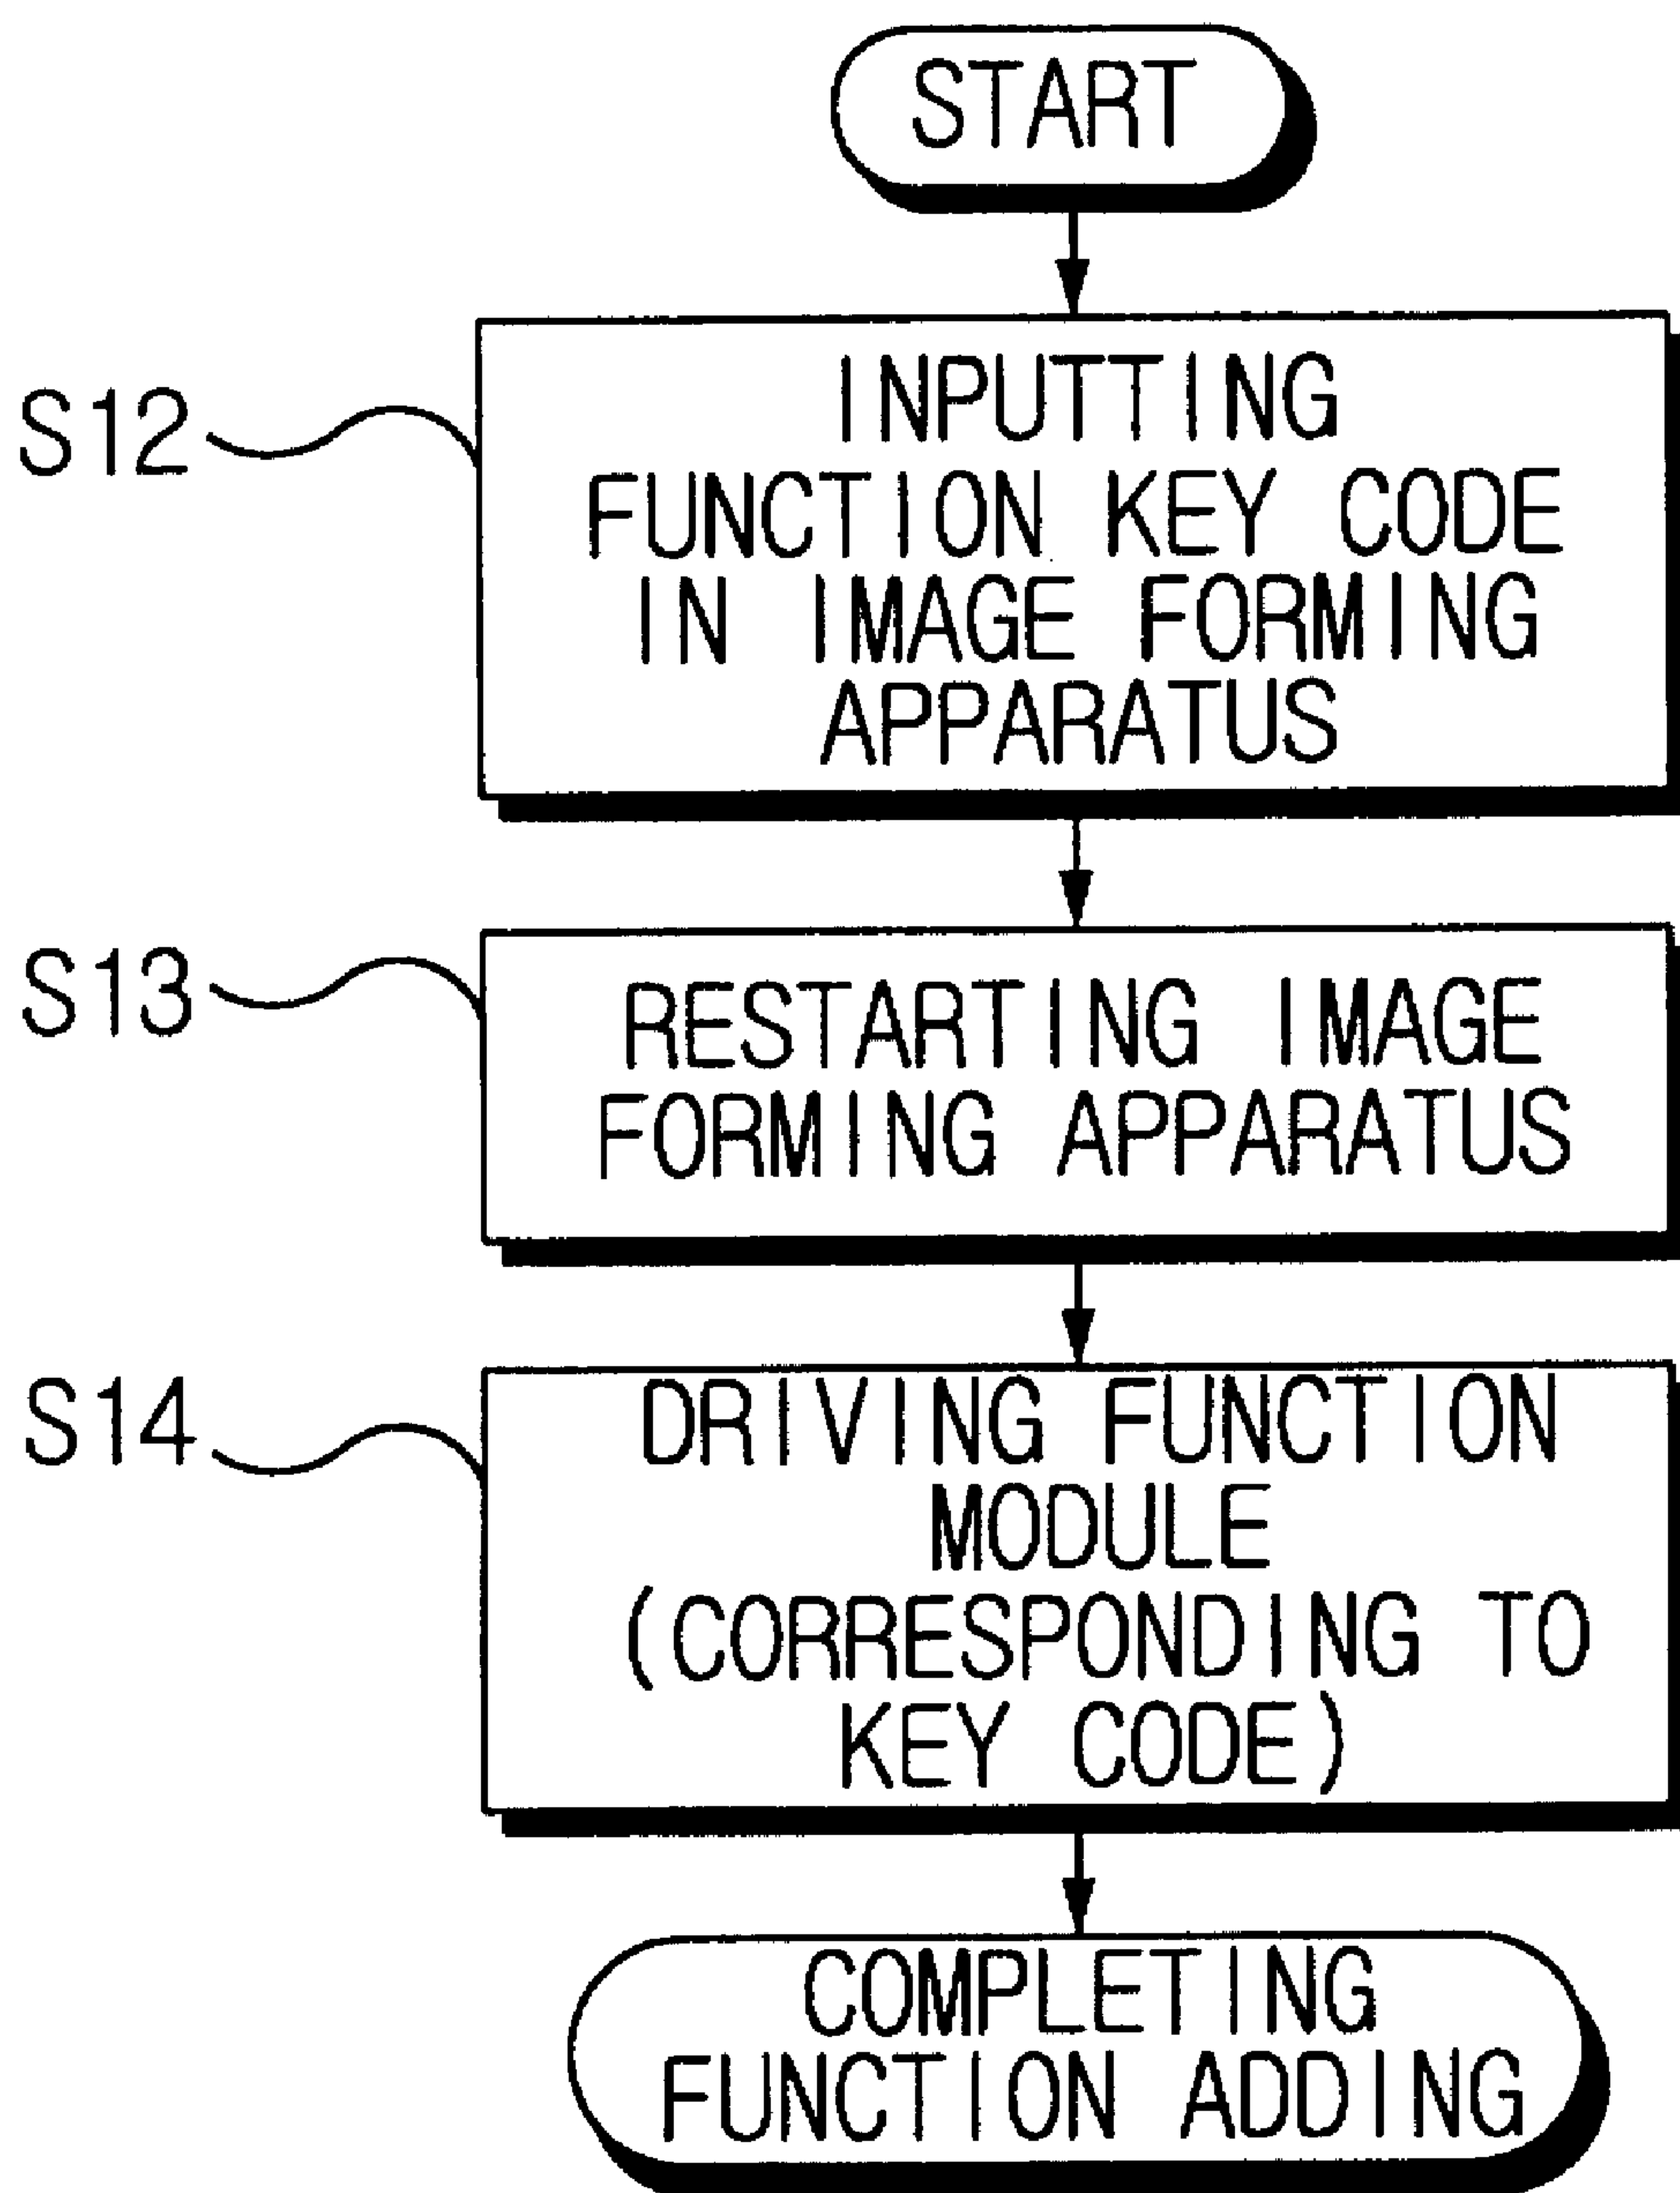 START
S12
INPUTTING
FUNCTION KEY CODE
IN IMAGE FORMING
APPARATUS
S13
RESTARTING IMAGE
FORMING APPARATUS
S14
DRIVING FUNCTION
MODULE
(CORRESPONDING TO
KEY CODE)
COMPLETING
FUNCTION ADDING